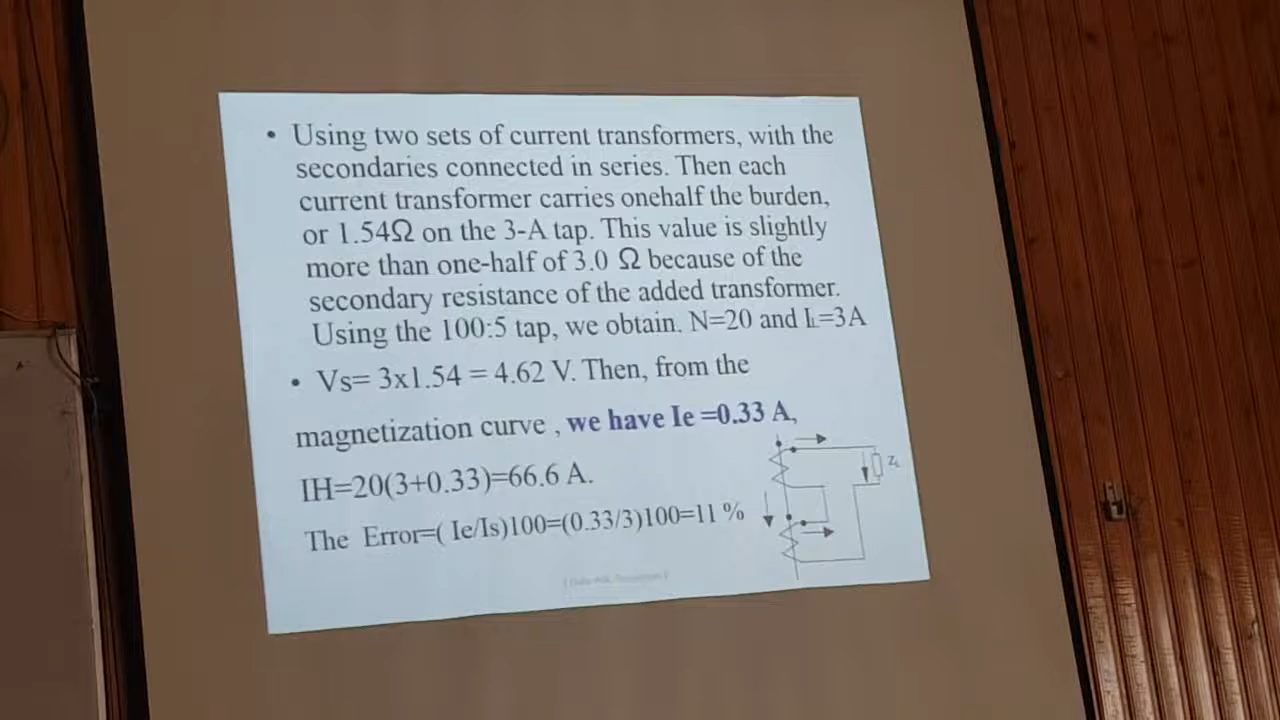 • Using two sets of current transformers, with the
secondaries connected in series. Then each
current transformer carries onehalf the burden,
or 1.54Ω on the 3-A tap. This value is slightly
more than one-half of 3.0 Ω because of the
secondary resistance of the added transformer.
Using the 100:5 tap, we obtain. N=20 and IL=3A
• Vs= 3x1.54 = 4.62 V. Then, from the
magnetization curve , we have Ie =0.33 A,
IH=20(3+0.33)=66.6 A.
The Error=( Ie/Is)100=(0.33/3)100=11 %